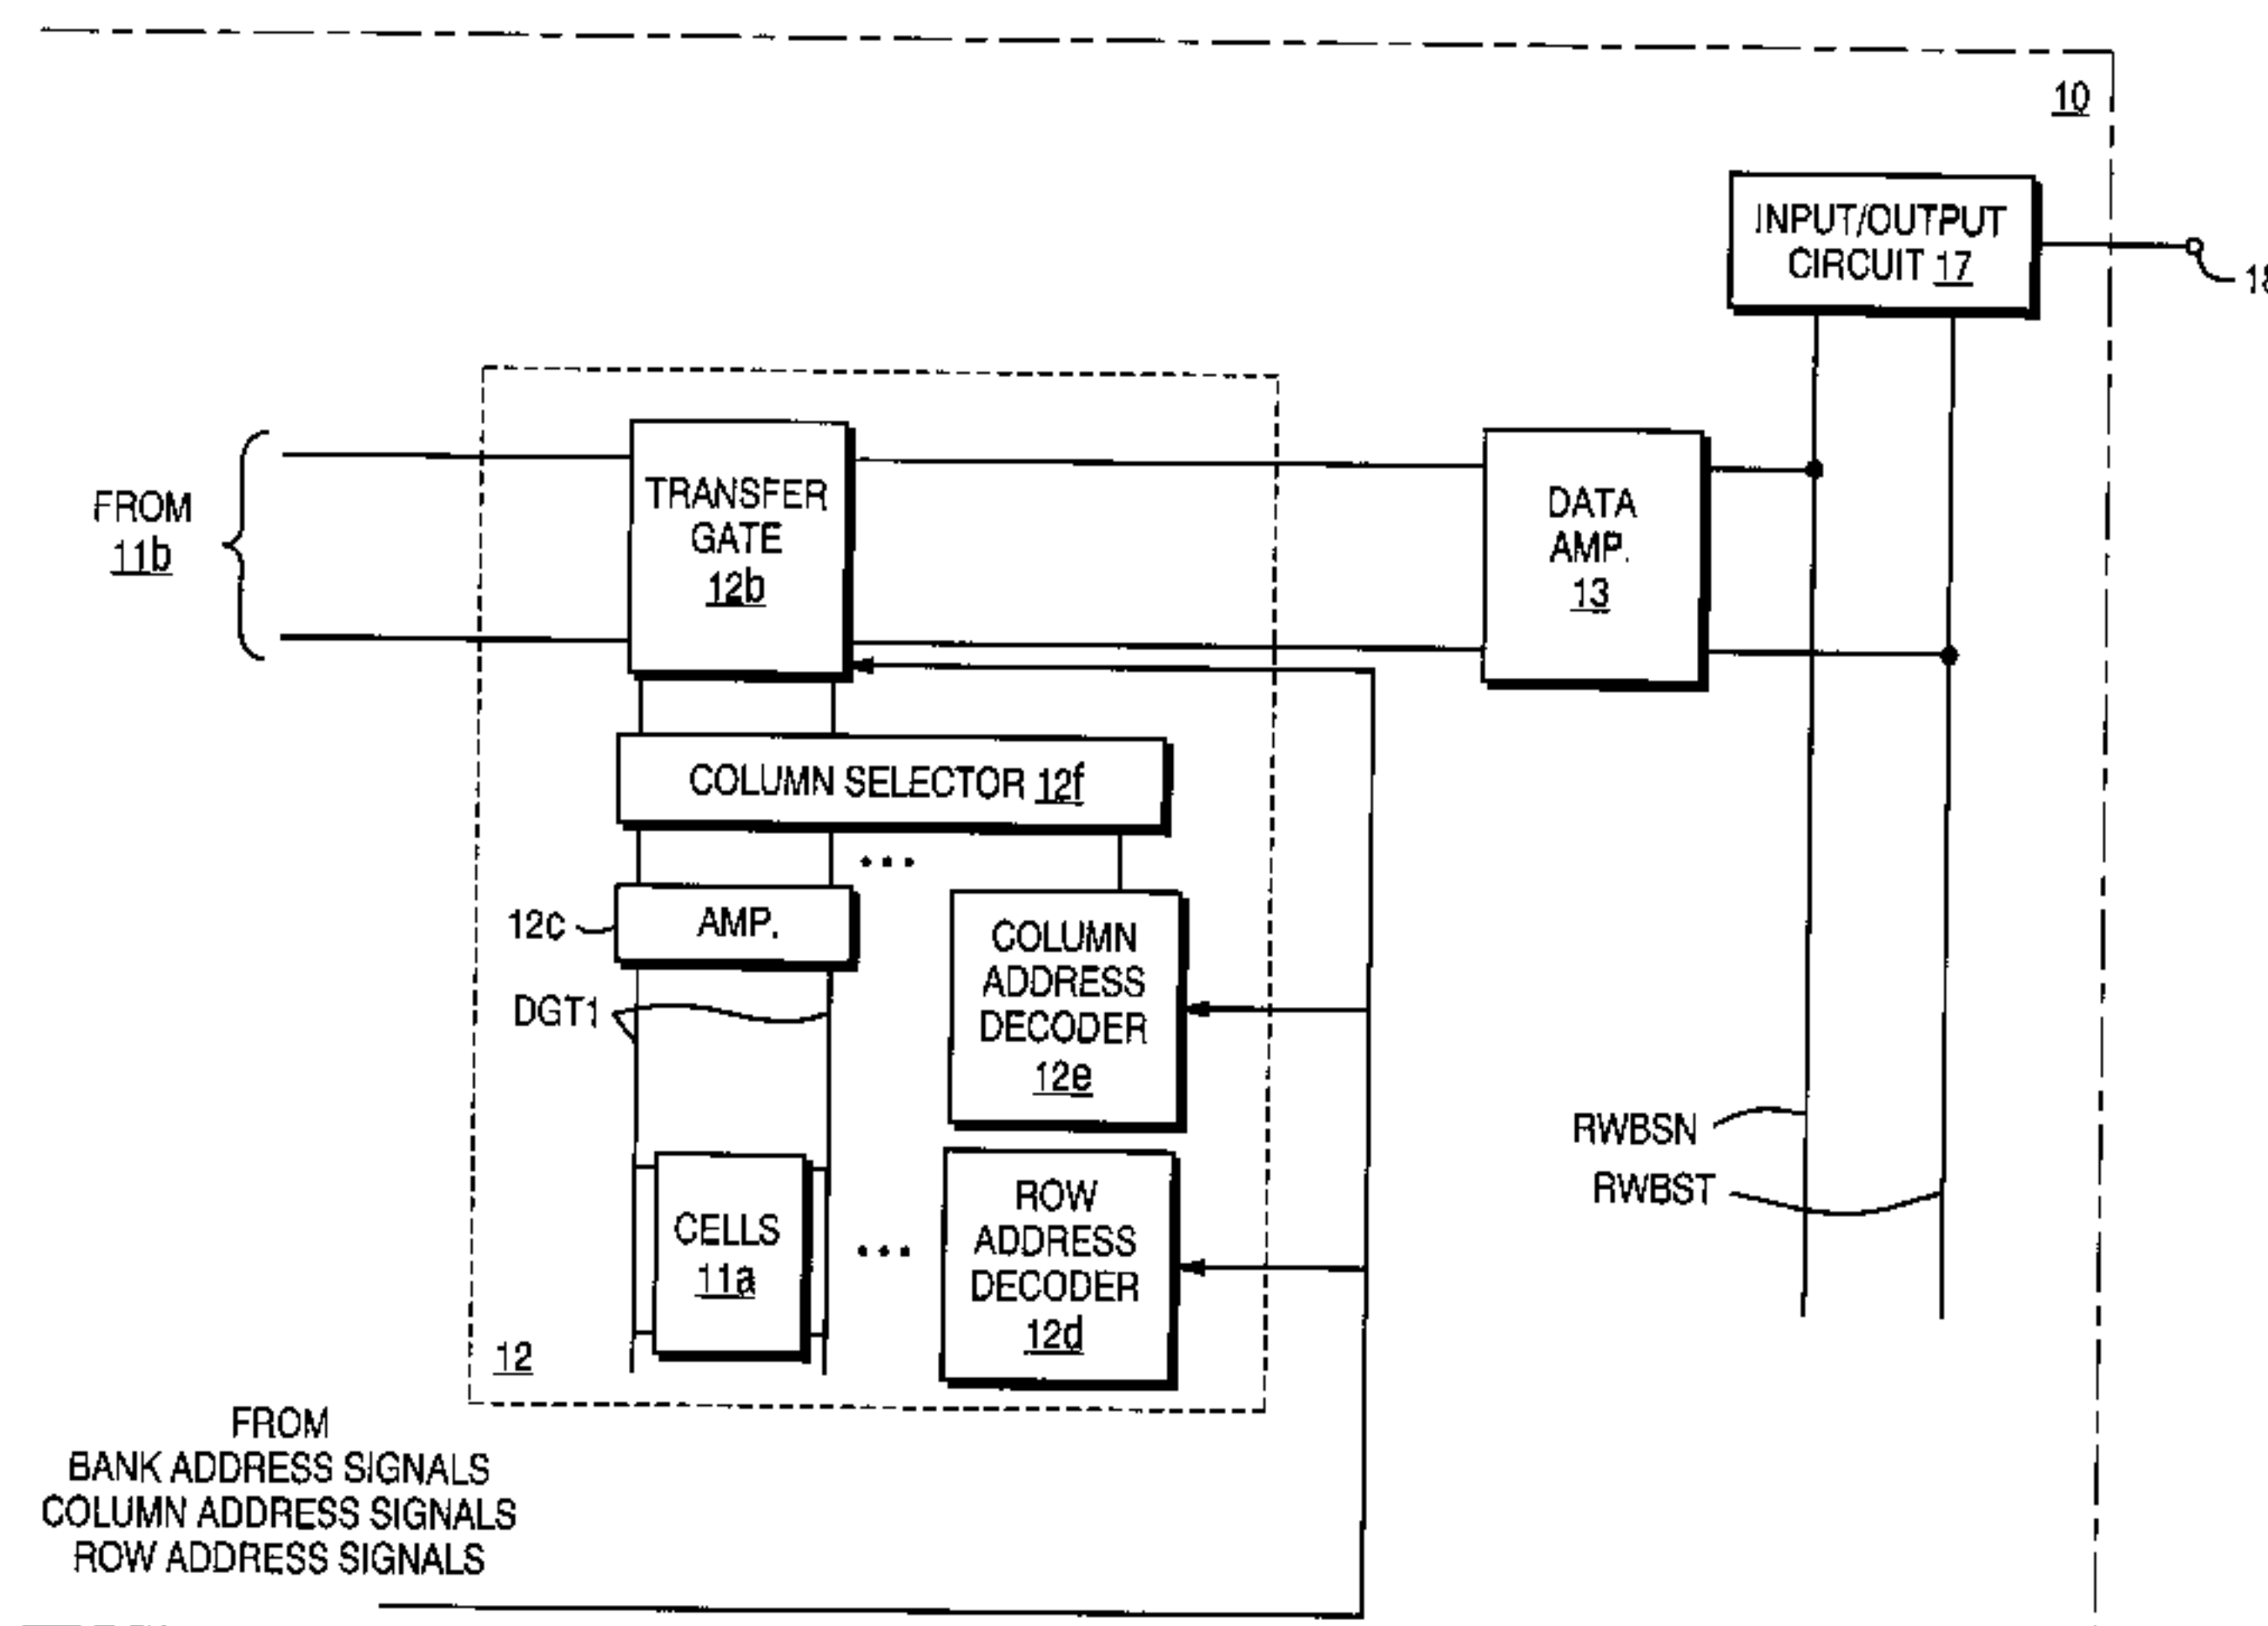 10
INPUT/OUTPUT
CIRCUIT 17
FROM
11b
TRANSFER
GATE
12b
DATA
AMP.
13
COLUMN SELECTOR 12f
12c
AMP.
COLUMN
ADDRESS
DECODER
12e
DGT1
RWBSN
RWBST
CELLS
11a
ROW
ADDRESS
DECODER
12d
12
FROM
BANK ADDRESS SIGNALS
COLUMN ADDRESS SIGNALS
ROW ADDRESS SIGNALS